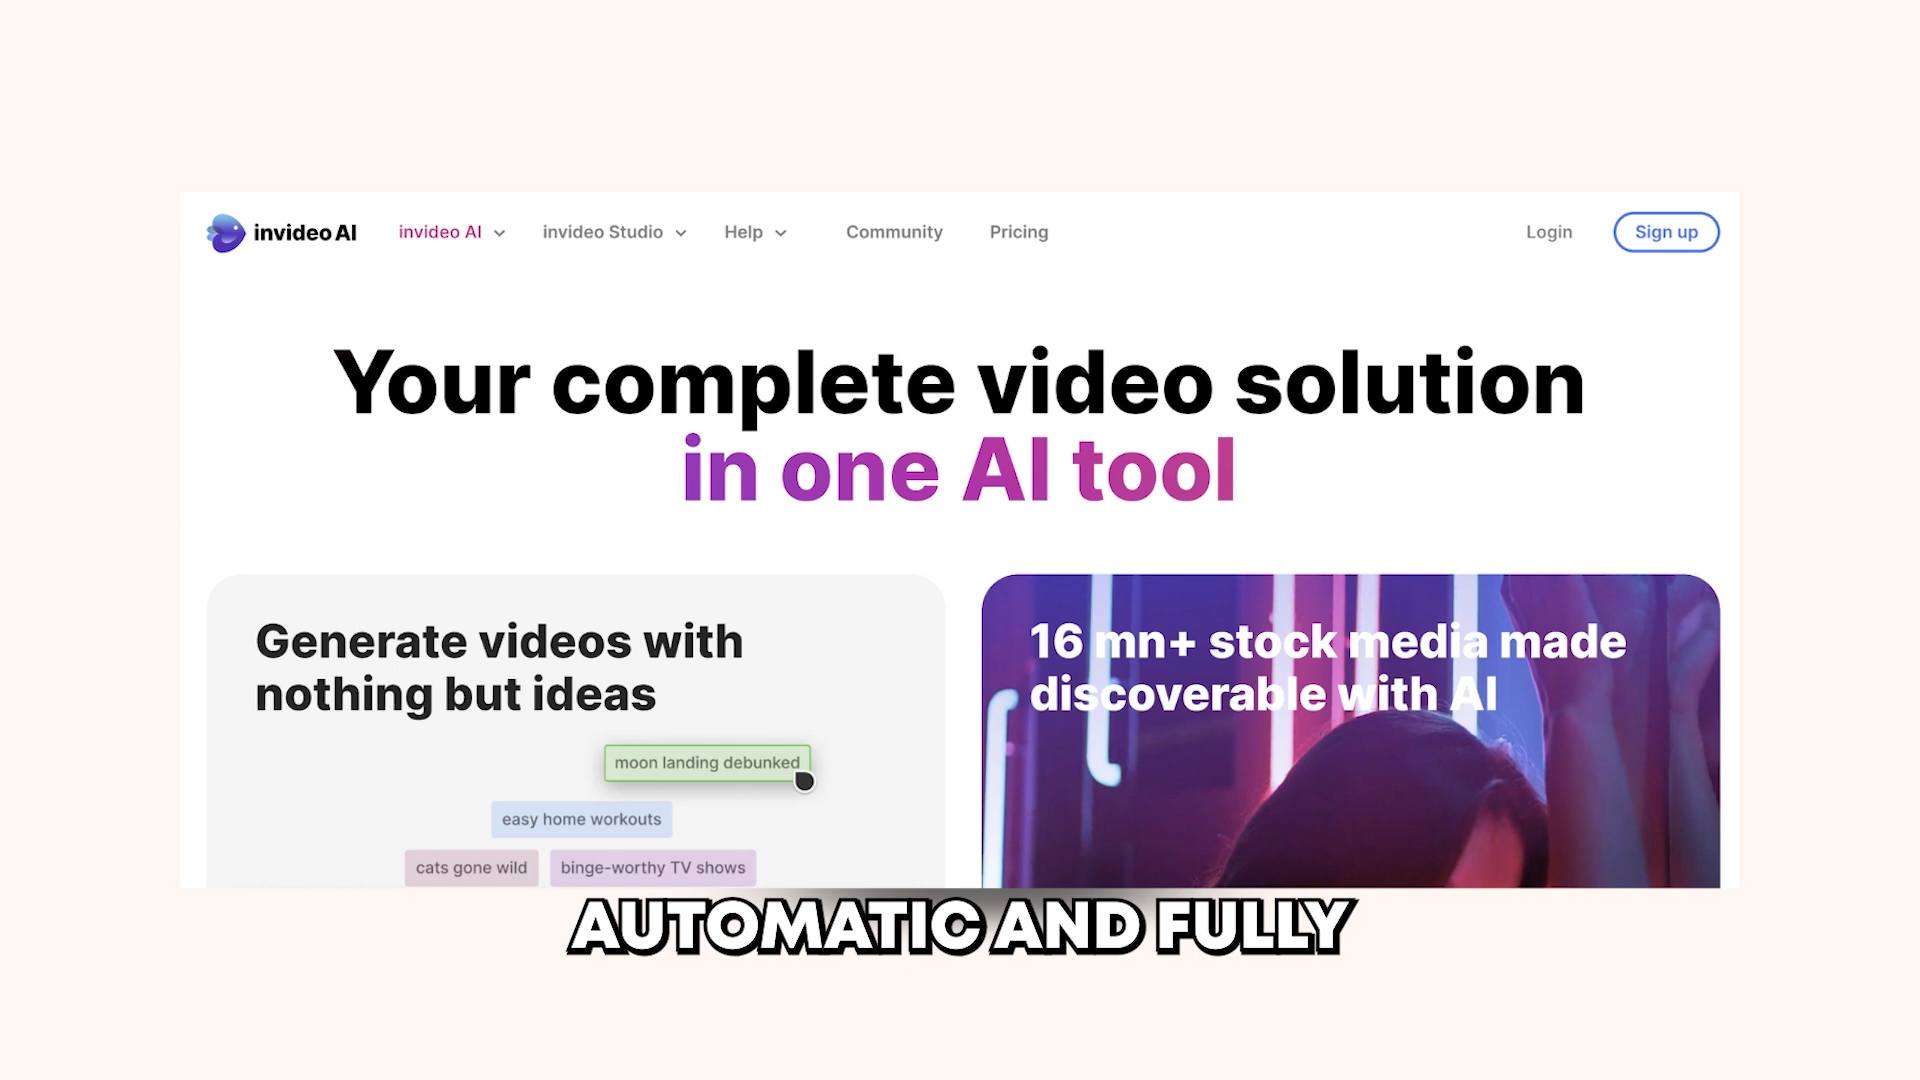 invideo AI
invideo AI
invideo Studio
Help
Community
Pricing
Login
Sign up
Your complete video solution
in one AI tool
Generate videos with
nothing but ideas
moon landing debunked
easy home workouts
cats gone wild
binge-worthy TV shows
16 mn+ stock media made
discoverable with AI
AUTOMATIC AND FULLY